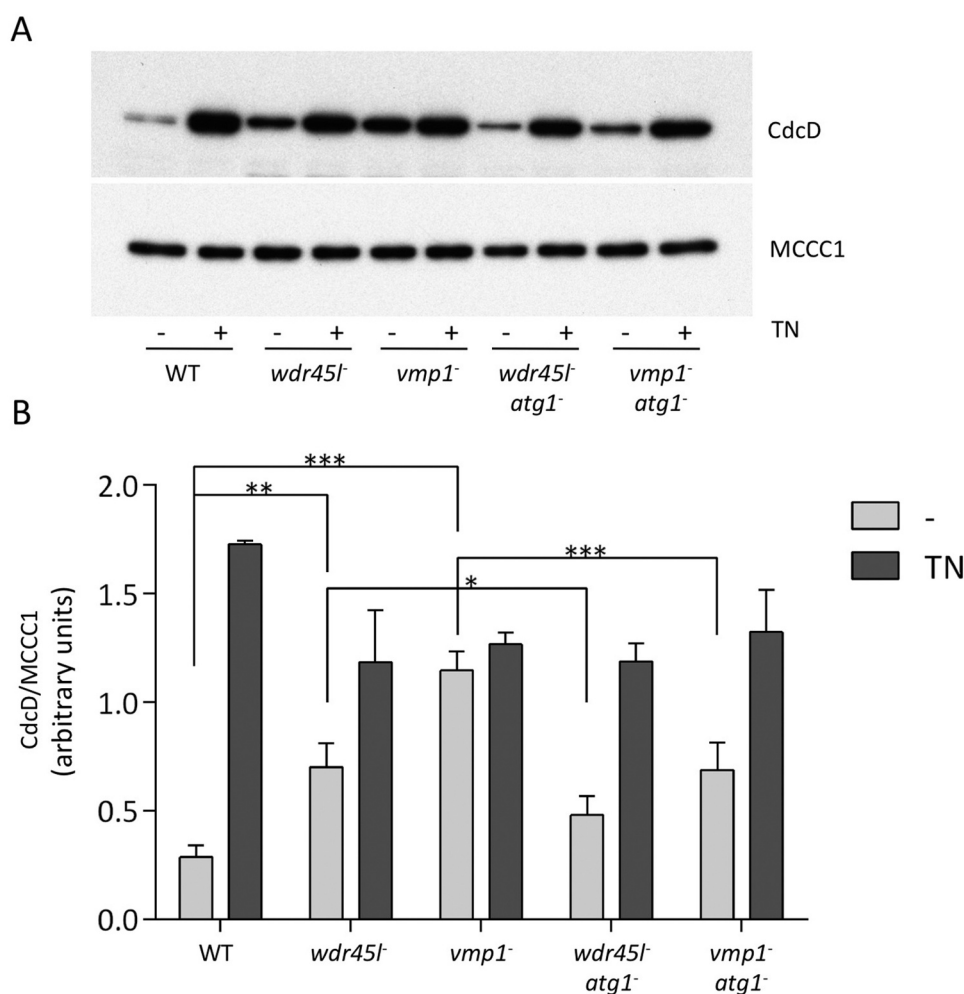 A
CdcD
MCCC1
- + - + - + - + - + TN
WT wdr45l- vmp1- wdr45l- vmp1-
atg1- atg1-
B
***
**
***
*
2.0
1.5
1.0
0.5
0.0
CdcD/MCCC1
(arbitrary units)
-
TN
WT wdr45l- vmp1- wdr45l- vmp1-
atg1- atg1-